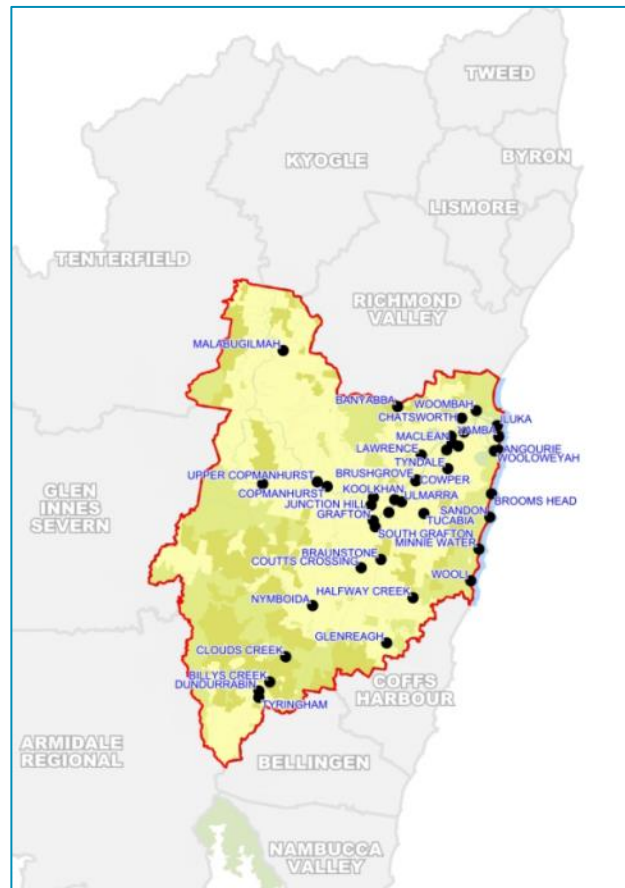 TWEED
KYOGLE
BYRON
LISMORE
TENTERFIELD
RICHMOND
VALLEY
MALABUGILMAH
BANYABBA
WOOMBAH
CHATSWORTH
ILUKA
YAMBA
MACLEAN
ANGOURIE
LAWRENCE
WOOLOWEYAH
TYNDALE
UPPER COPMANHURST
BRUSHGROVE
COWPER
COPMANHURST
KOOLKHAN
ULMARRA
BROOMS HEAD
JUNCTION HILL
SANDON
GRAFTON
TUCABIA
GLEN
INNES
SEVERN
SOUTH GRAFTON
MINNIE WATER
BRAUNSTONE
COUTTS CROSSING
WOOLI
HALFWAY CREEK
NYMBOIDA
GLENREAGH
CLOUDS CREEK
COFFS
HARBOUR
BILLYS CREEK
DUNDURRABIN
TYRINGHAM
ARMIDALE
REGIONAL
BELLINGEN
NAMBUCCA
VALLEY